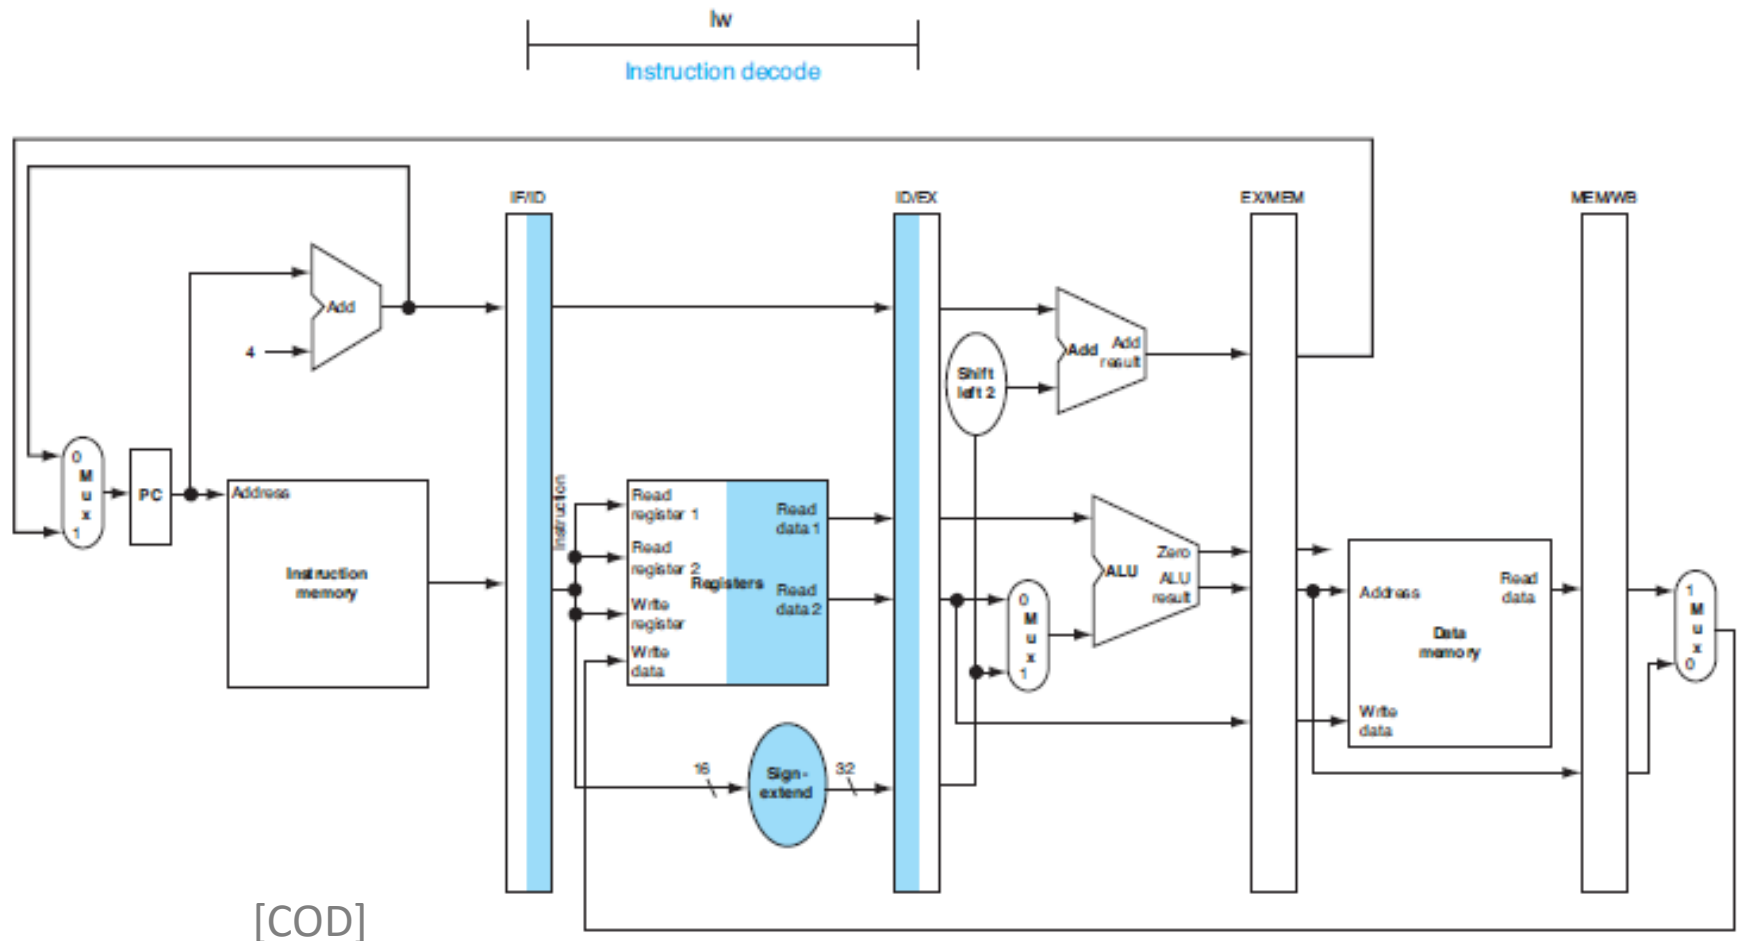 lw
Instruction decode
IF/ID
ID/EX
EX/MEM
MEM/WB
Add
4
Add
Add
result
Shift
left 2
0
M
u
x
1
PC
Address
Instruction
memory
Instruction
Read
register 1
Read
register 2
Registers
Write
register
Write
data
Read
data 1
Read
data 2
16
Sign-
extend
32
0
M
u
x
1
Zero
ALU
ALU
result
Address
Read
data
Data
memory
Write
data
1
M
u
x
0
[COD]